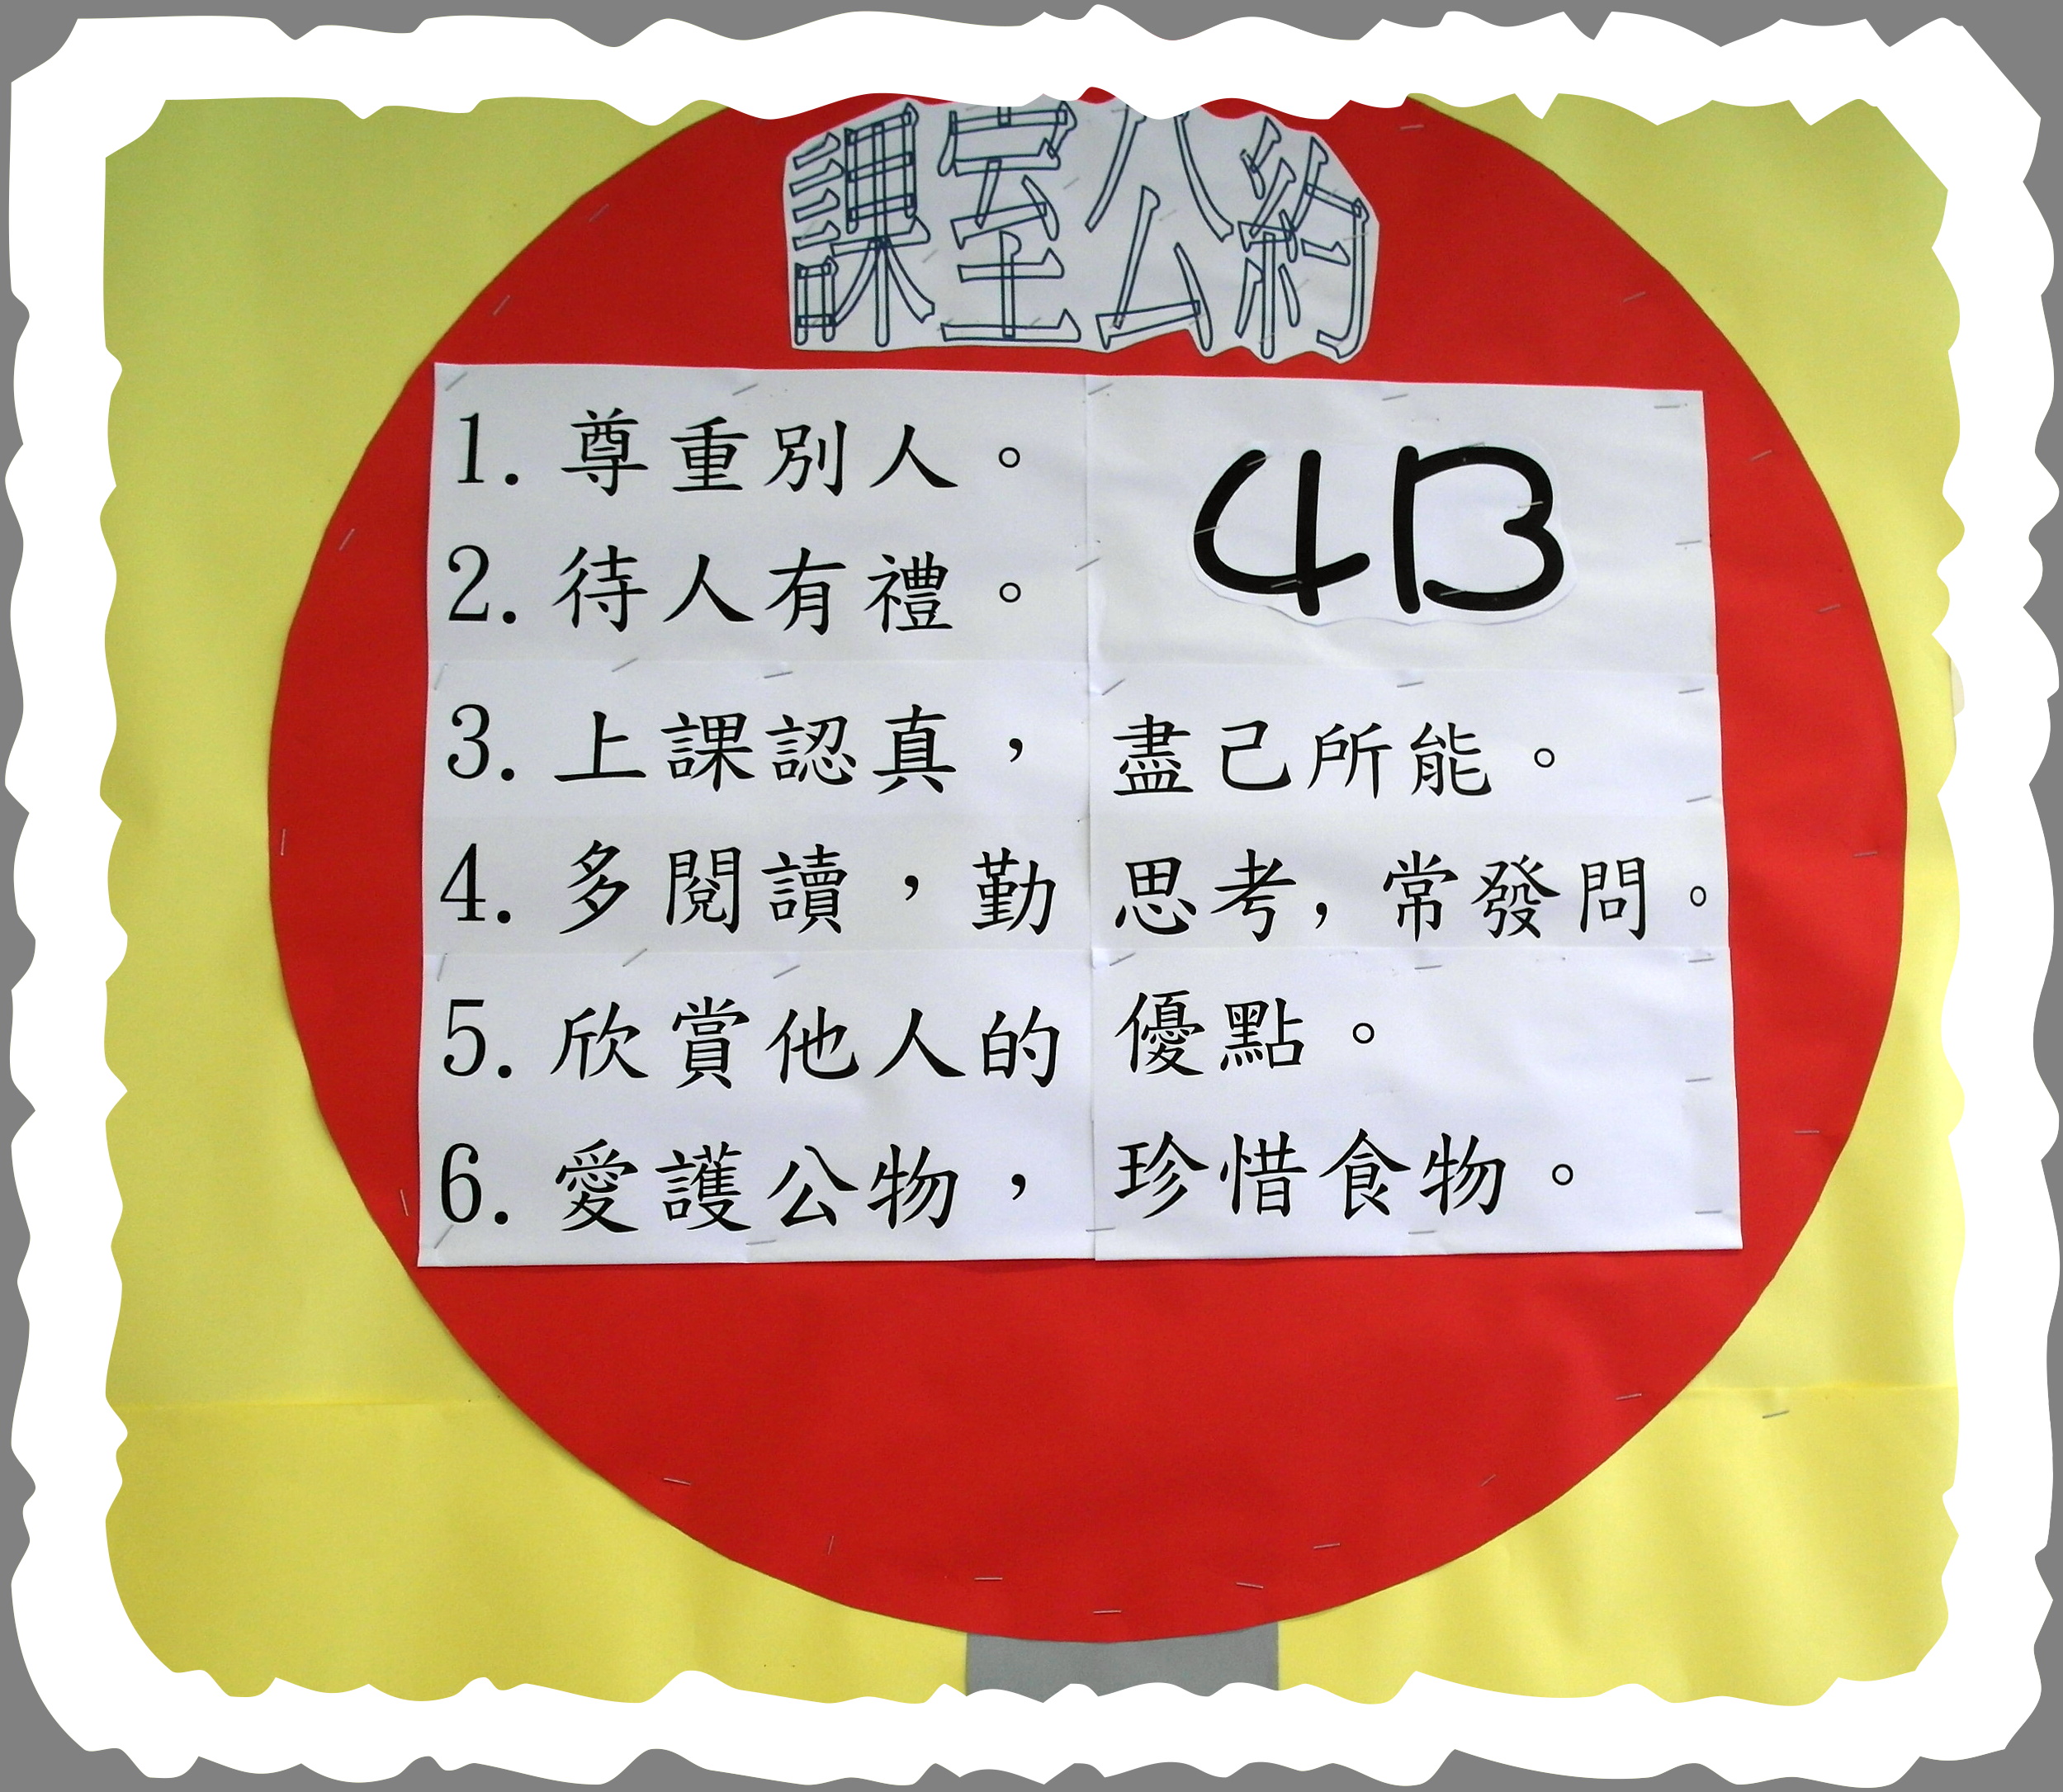 課室公約
1. 尊重別人。
4B
2. 待人有禮。
3. 上課認真，盡己所能。
4. 多閱讀，勤思考，常發問。
5. 欣賞他人的優點。
6. 愛護公物，珍惜食物。